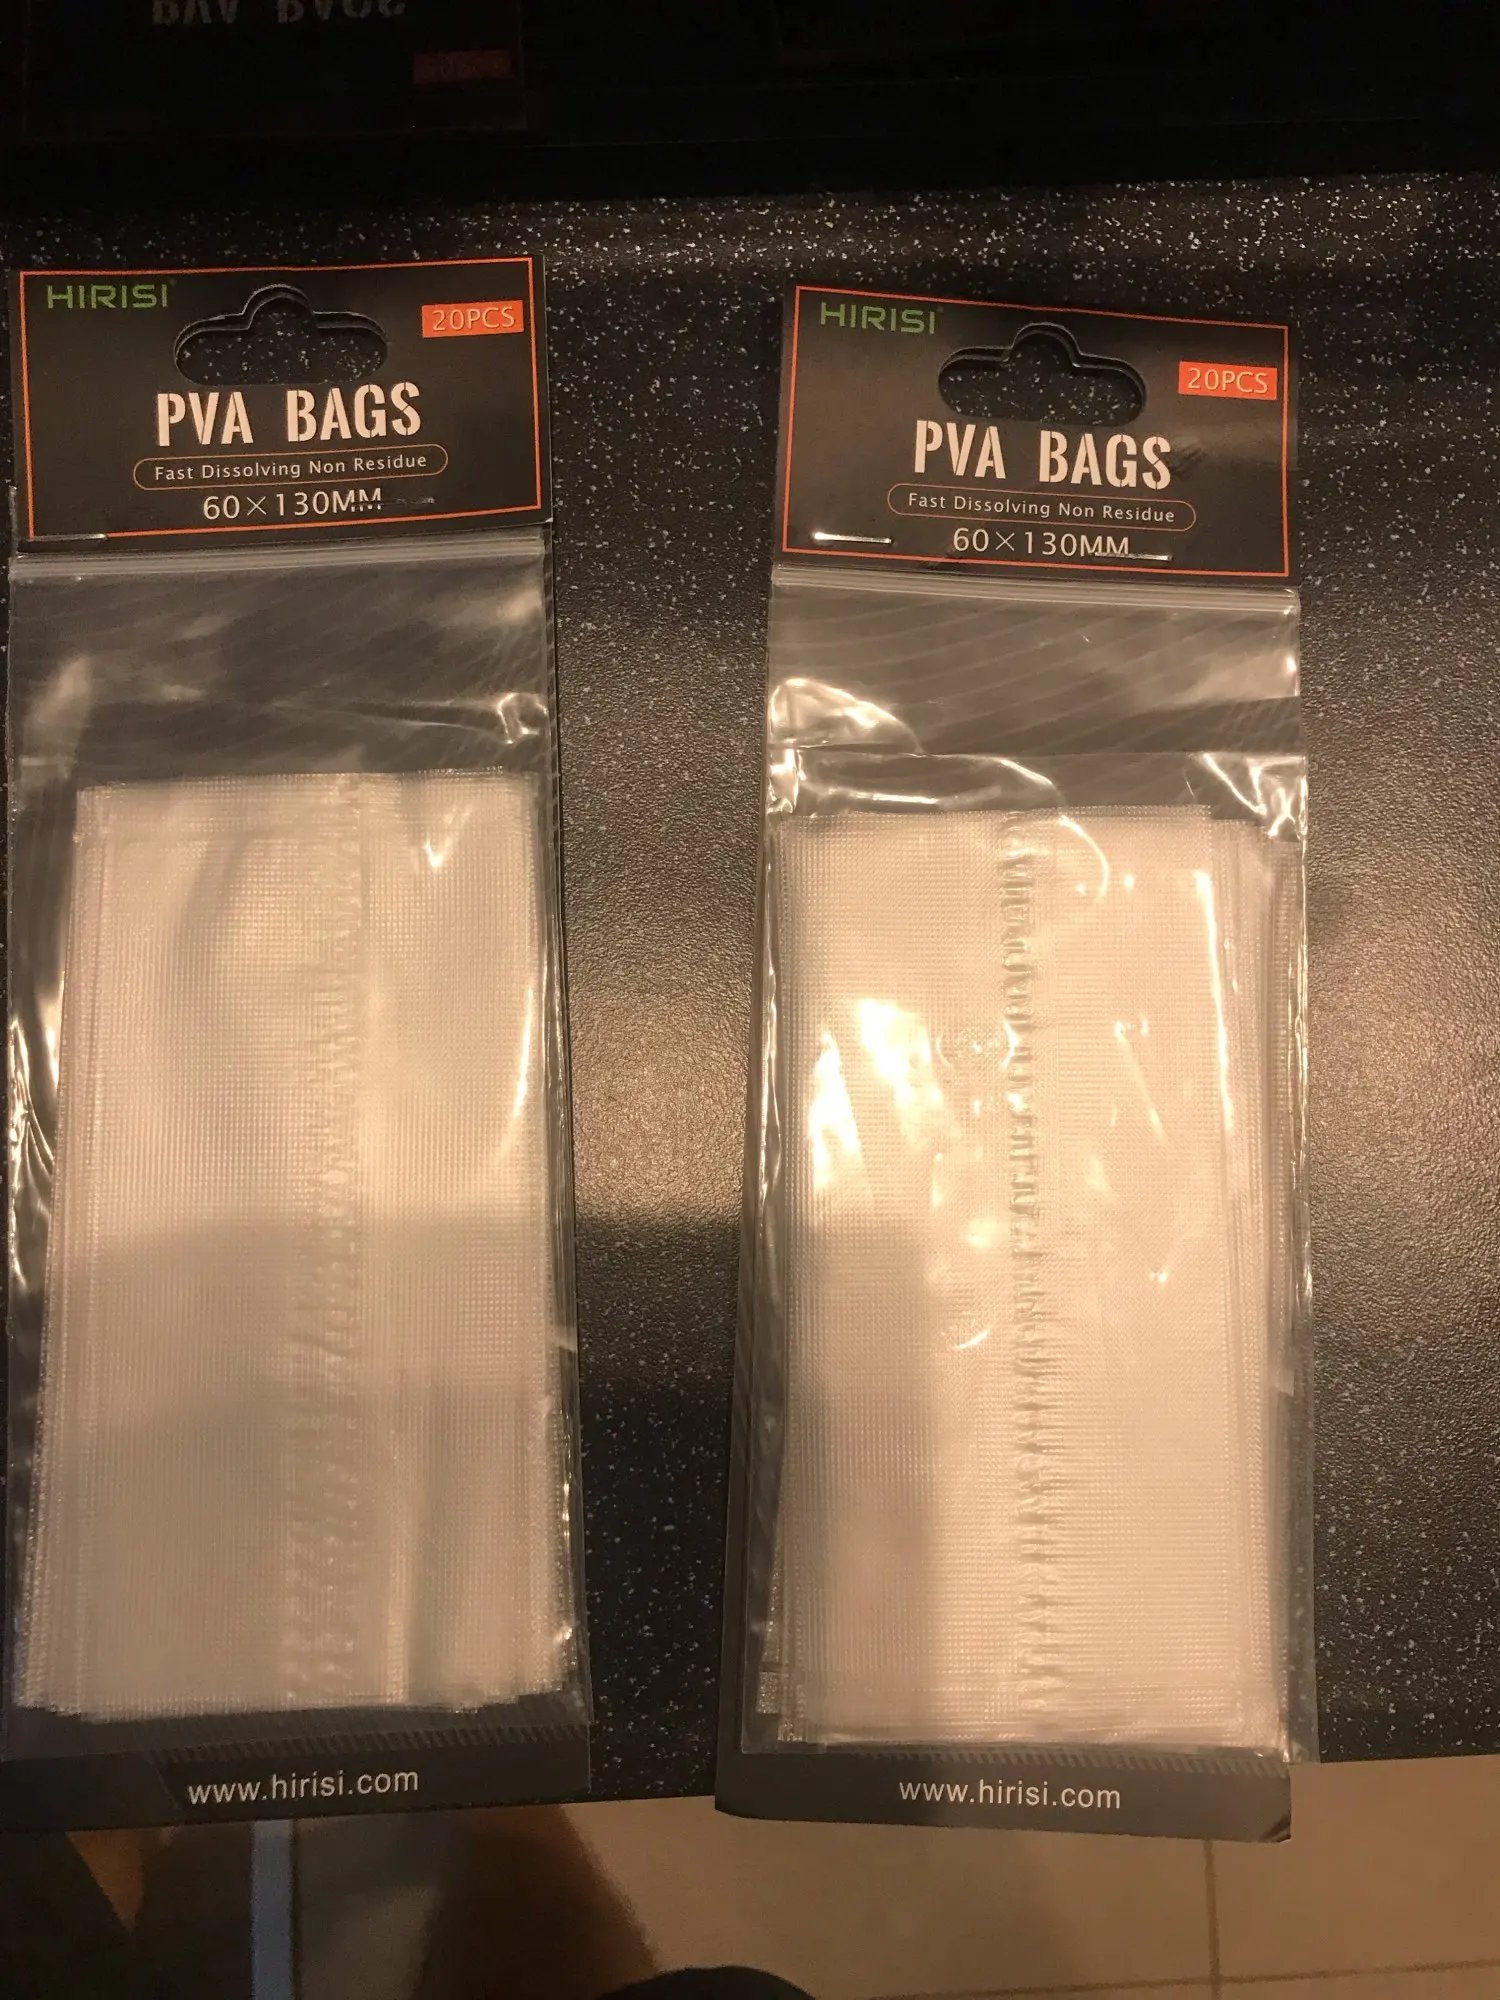 HIRISI
20PCS
PVA BAGS
Fast Dissolving Non Residue
60×130MM
www.hirisi.com
HIRISI
20PCS
PVA BAGS
Fast Dissolving Non Residue
60×130MM
www.hirisi.com